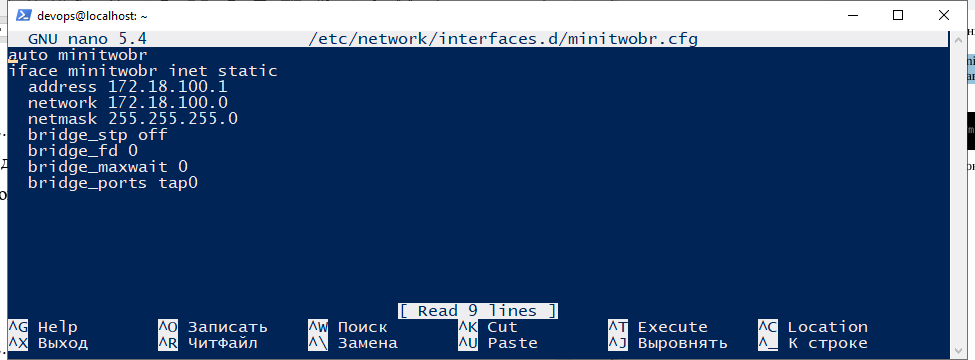 devops@localhost: ~
GNU nano 5.4 /etc/network/interfaces.d/minitwobr.cfg
auto minitwobr
iface minitwobr inet static
address 172.18.100.1
network 172.18.100.0
netmask 255.255.255.0
bridge_stp off
bridge_fd 0
bridge_maxwait 0
bridge_ports tap0
[ Read 9 lines ]
^G Help ^O Записать ^W Поиск ^K Cut ^T Execute ^C Location
^X Выход ^R ЧитФайл ^\ Замена ^U Paste ^J Выровнять ^_ К строке